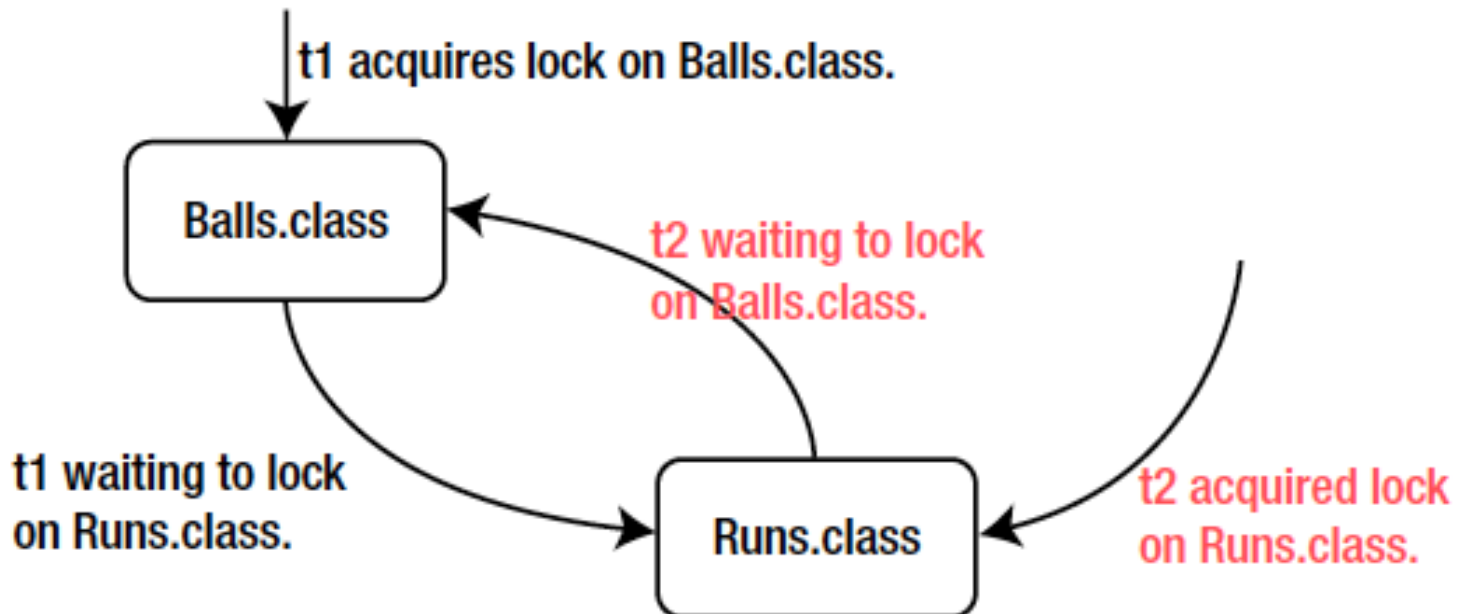 t1 acquires lock on Balls.class.
Balls.class
t2 waiting to lock
on Balls.class.
t1 waiting to lock
on Runs.class.
Runs.class
t2 acquired lock
on Runs.class.